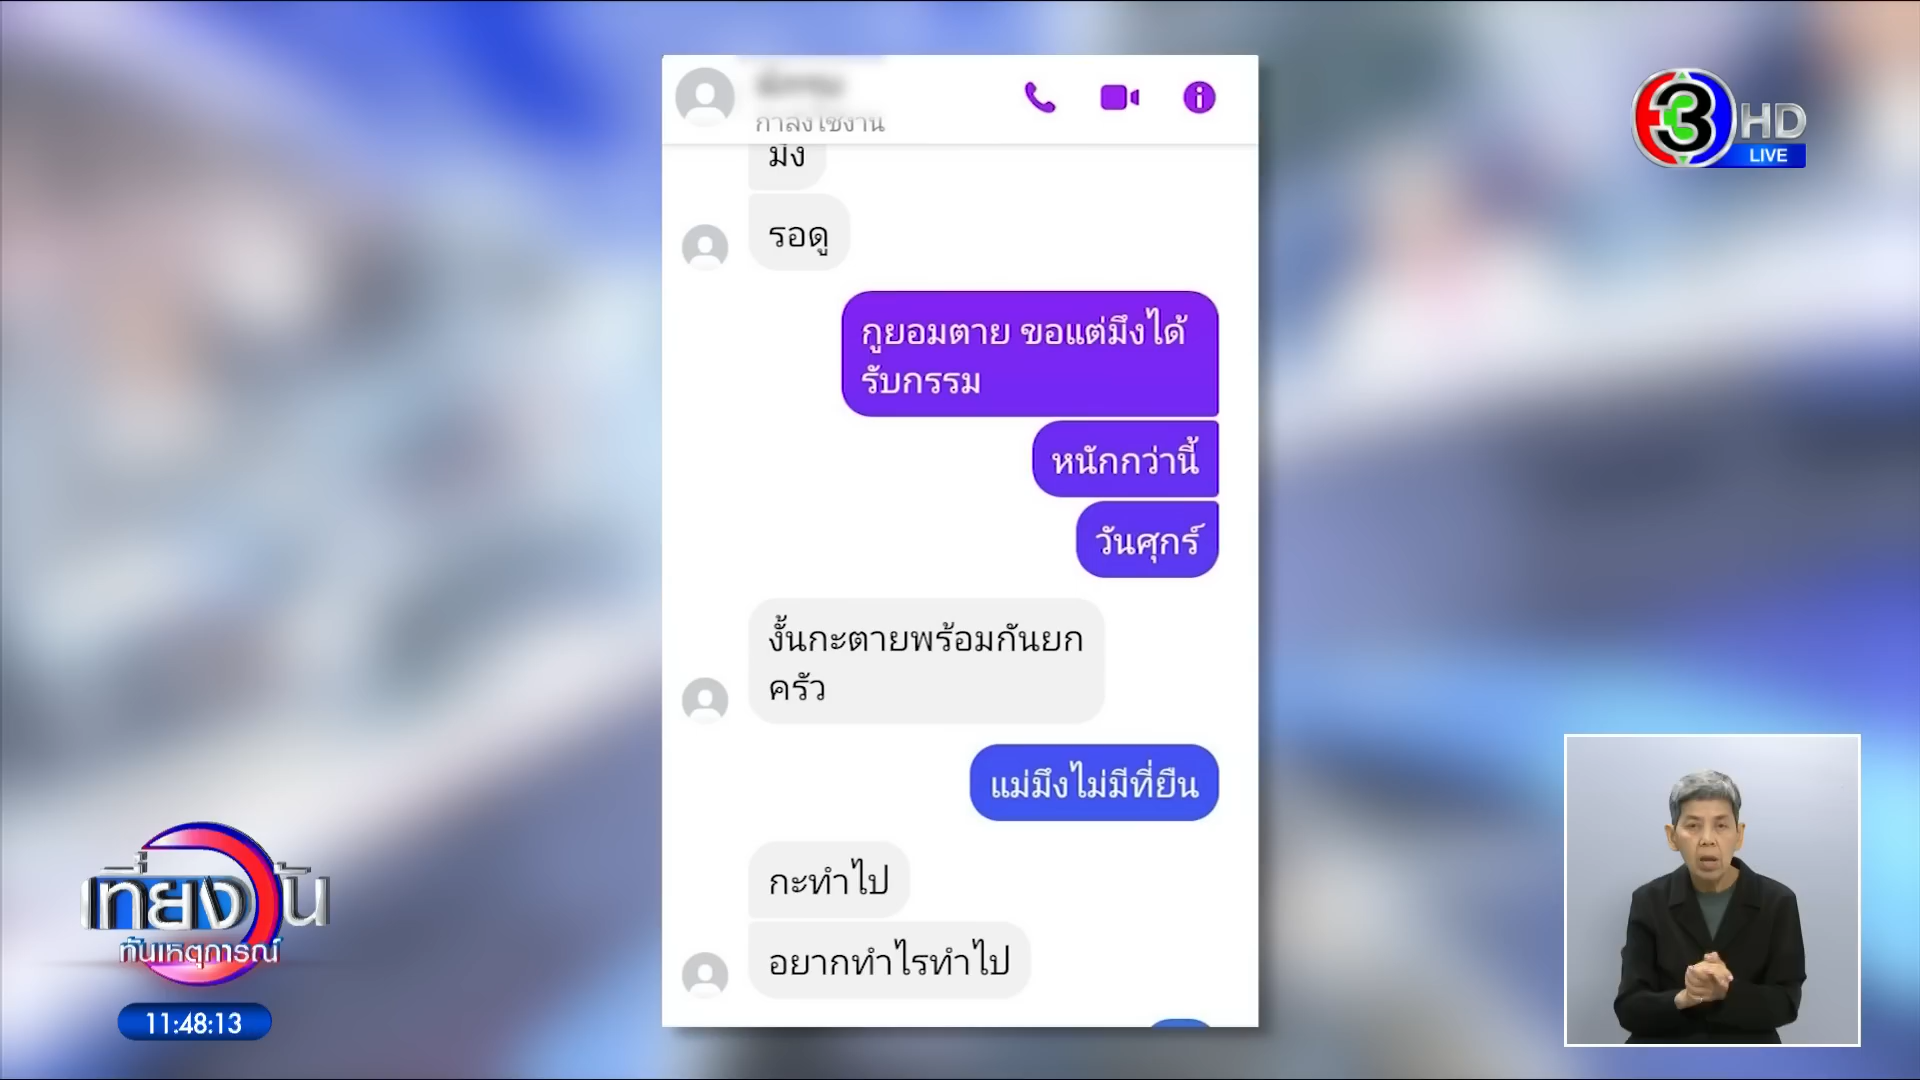 กำลังใช้งาน
มึง
รอดู
กูยอมตาย ขอแต่มึงได้
รับกรรม
หนักกว่านี้
วันศุกร์
งั้นกะตายพร้อมกันยก
ครัว
แม่มึงไม่มีที่ยืน
กะทำไป
อยากทำไรทำไป
3 HD
LIVE
เที่ยงวัน
ทันเหตุการณ์
11:48:13